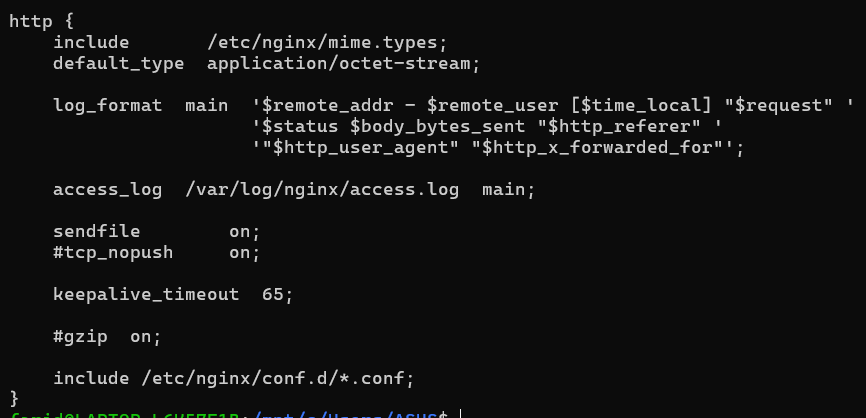 http {
    include       /etc/nginx/mime.types;
    default_type  application/octet-stream;
    log_format  main  '$remote_addr - $remote_user [$time_local] "$request" '
                      '$status $body_bytes_sent "$http_referer" '
                      '"$http_user_agent" "$http_x_forwarded_for"';
    access_log  /var/log/nginx/access.log  main;
    sendfile        on;
    #tcp_nopush     on;
    keepalive_timeout  65;
    #gzip  on;
    include /etc/nginx/conf.d/*.conf;
}